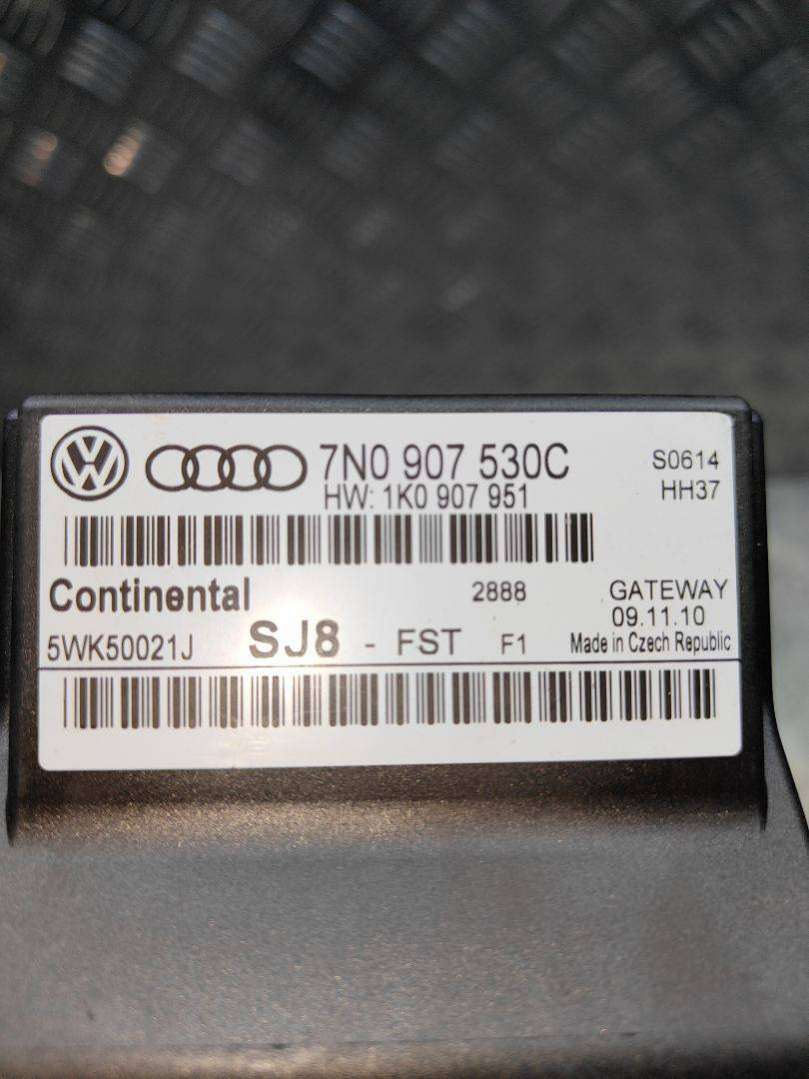 7N0 907 530C
S0614
HW: 1K0 907 951
HH37
Continental
2888
GATEWAY
09.11.10
5WK50021J
SJ8 - FST F1
Made in Czech Republic